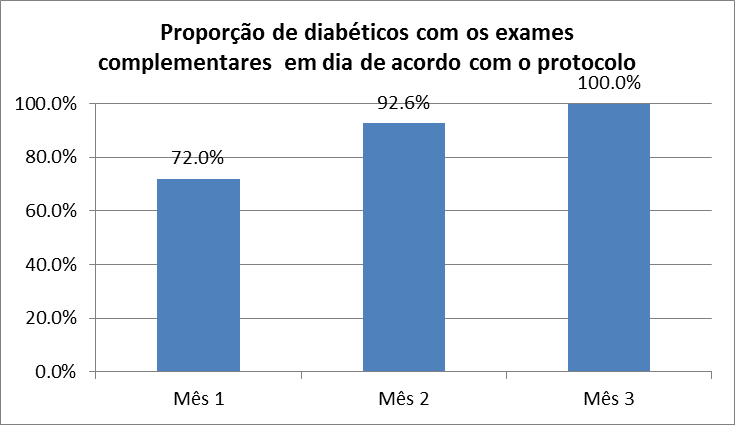 Proporção de diabéticos com os exames
complementares em dia de acordo com o protocolo
100.0%
92.6%
72.0%
100.0%
80.0%
60.0%
40.0%
20.0%
0.0%
Mês 1
Mês 2
Mês 3